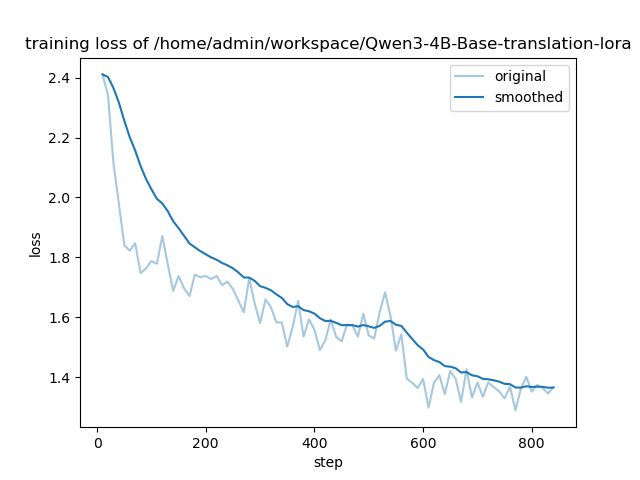 training loss of /home/admin/workspace/Qwen3-4B-Base-translation-lora
original
smoothed
2.4
2.2
2.0
1.8
1.6
1.4
loss
0 200 400 600 800
step